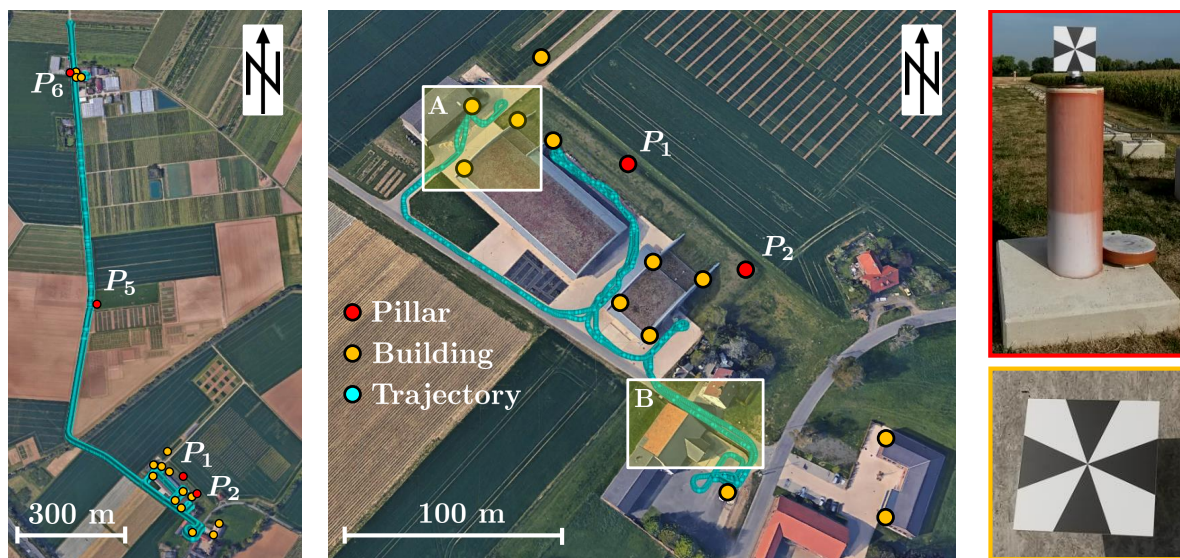 P6
P5
P1
P2
300 m
N
A
P1
P2
Pillar
Building
Trajectory
B
100 m
N